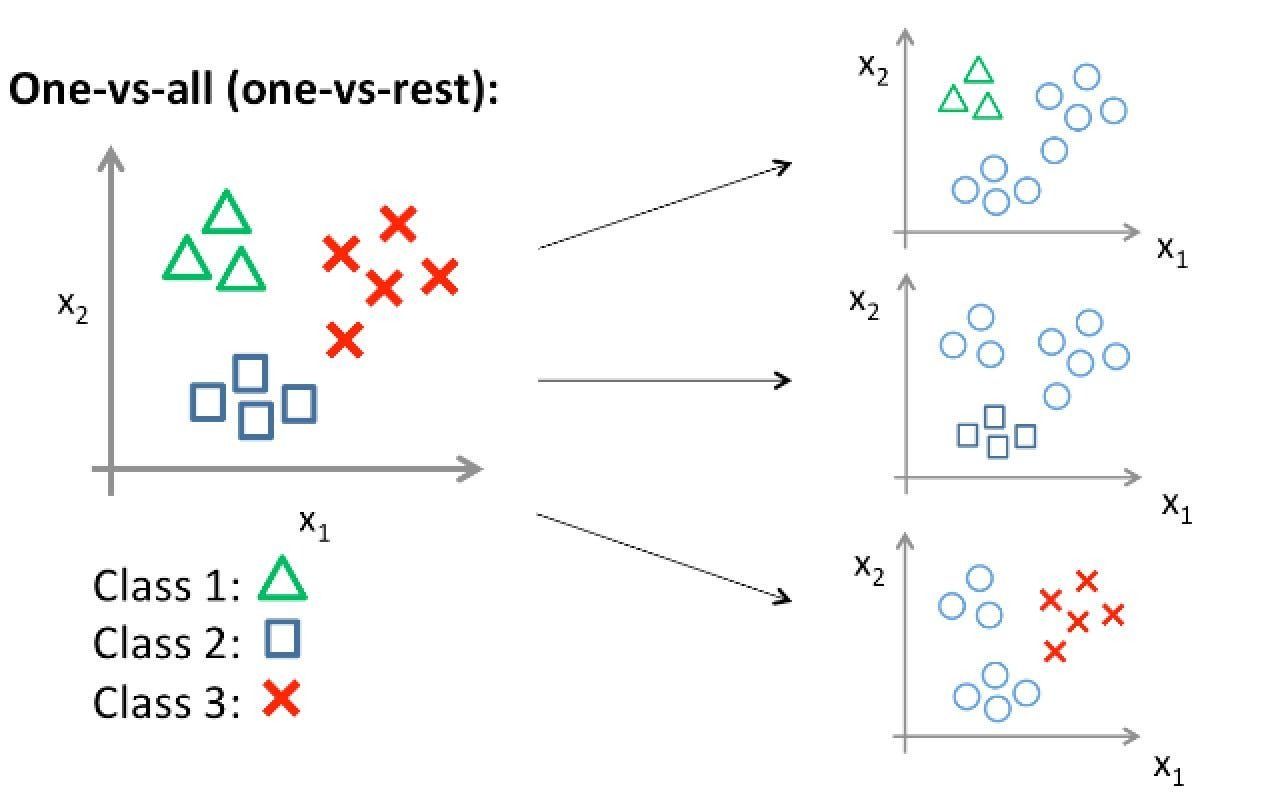 One-vs-all (one-vs-rest):
x₂
x₁
Class 1:
Class 2:
Class 3:
x₂
x₁
x₂
x₁
x₂
x₁